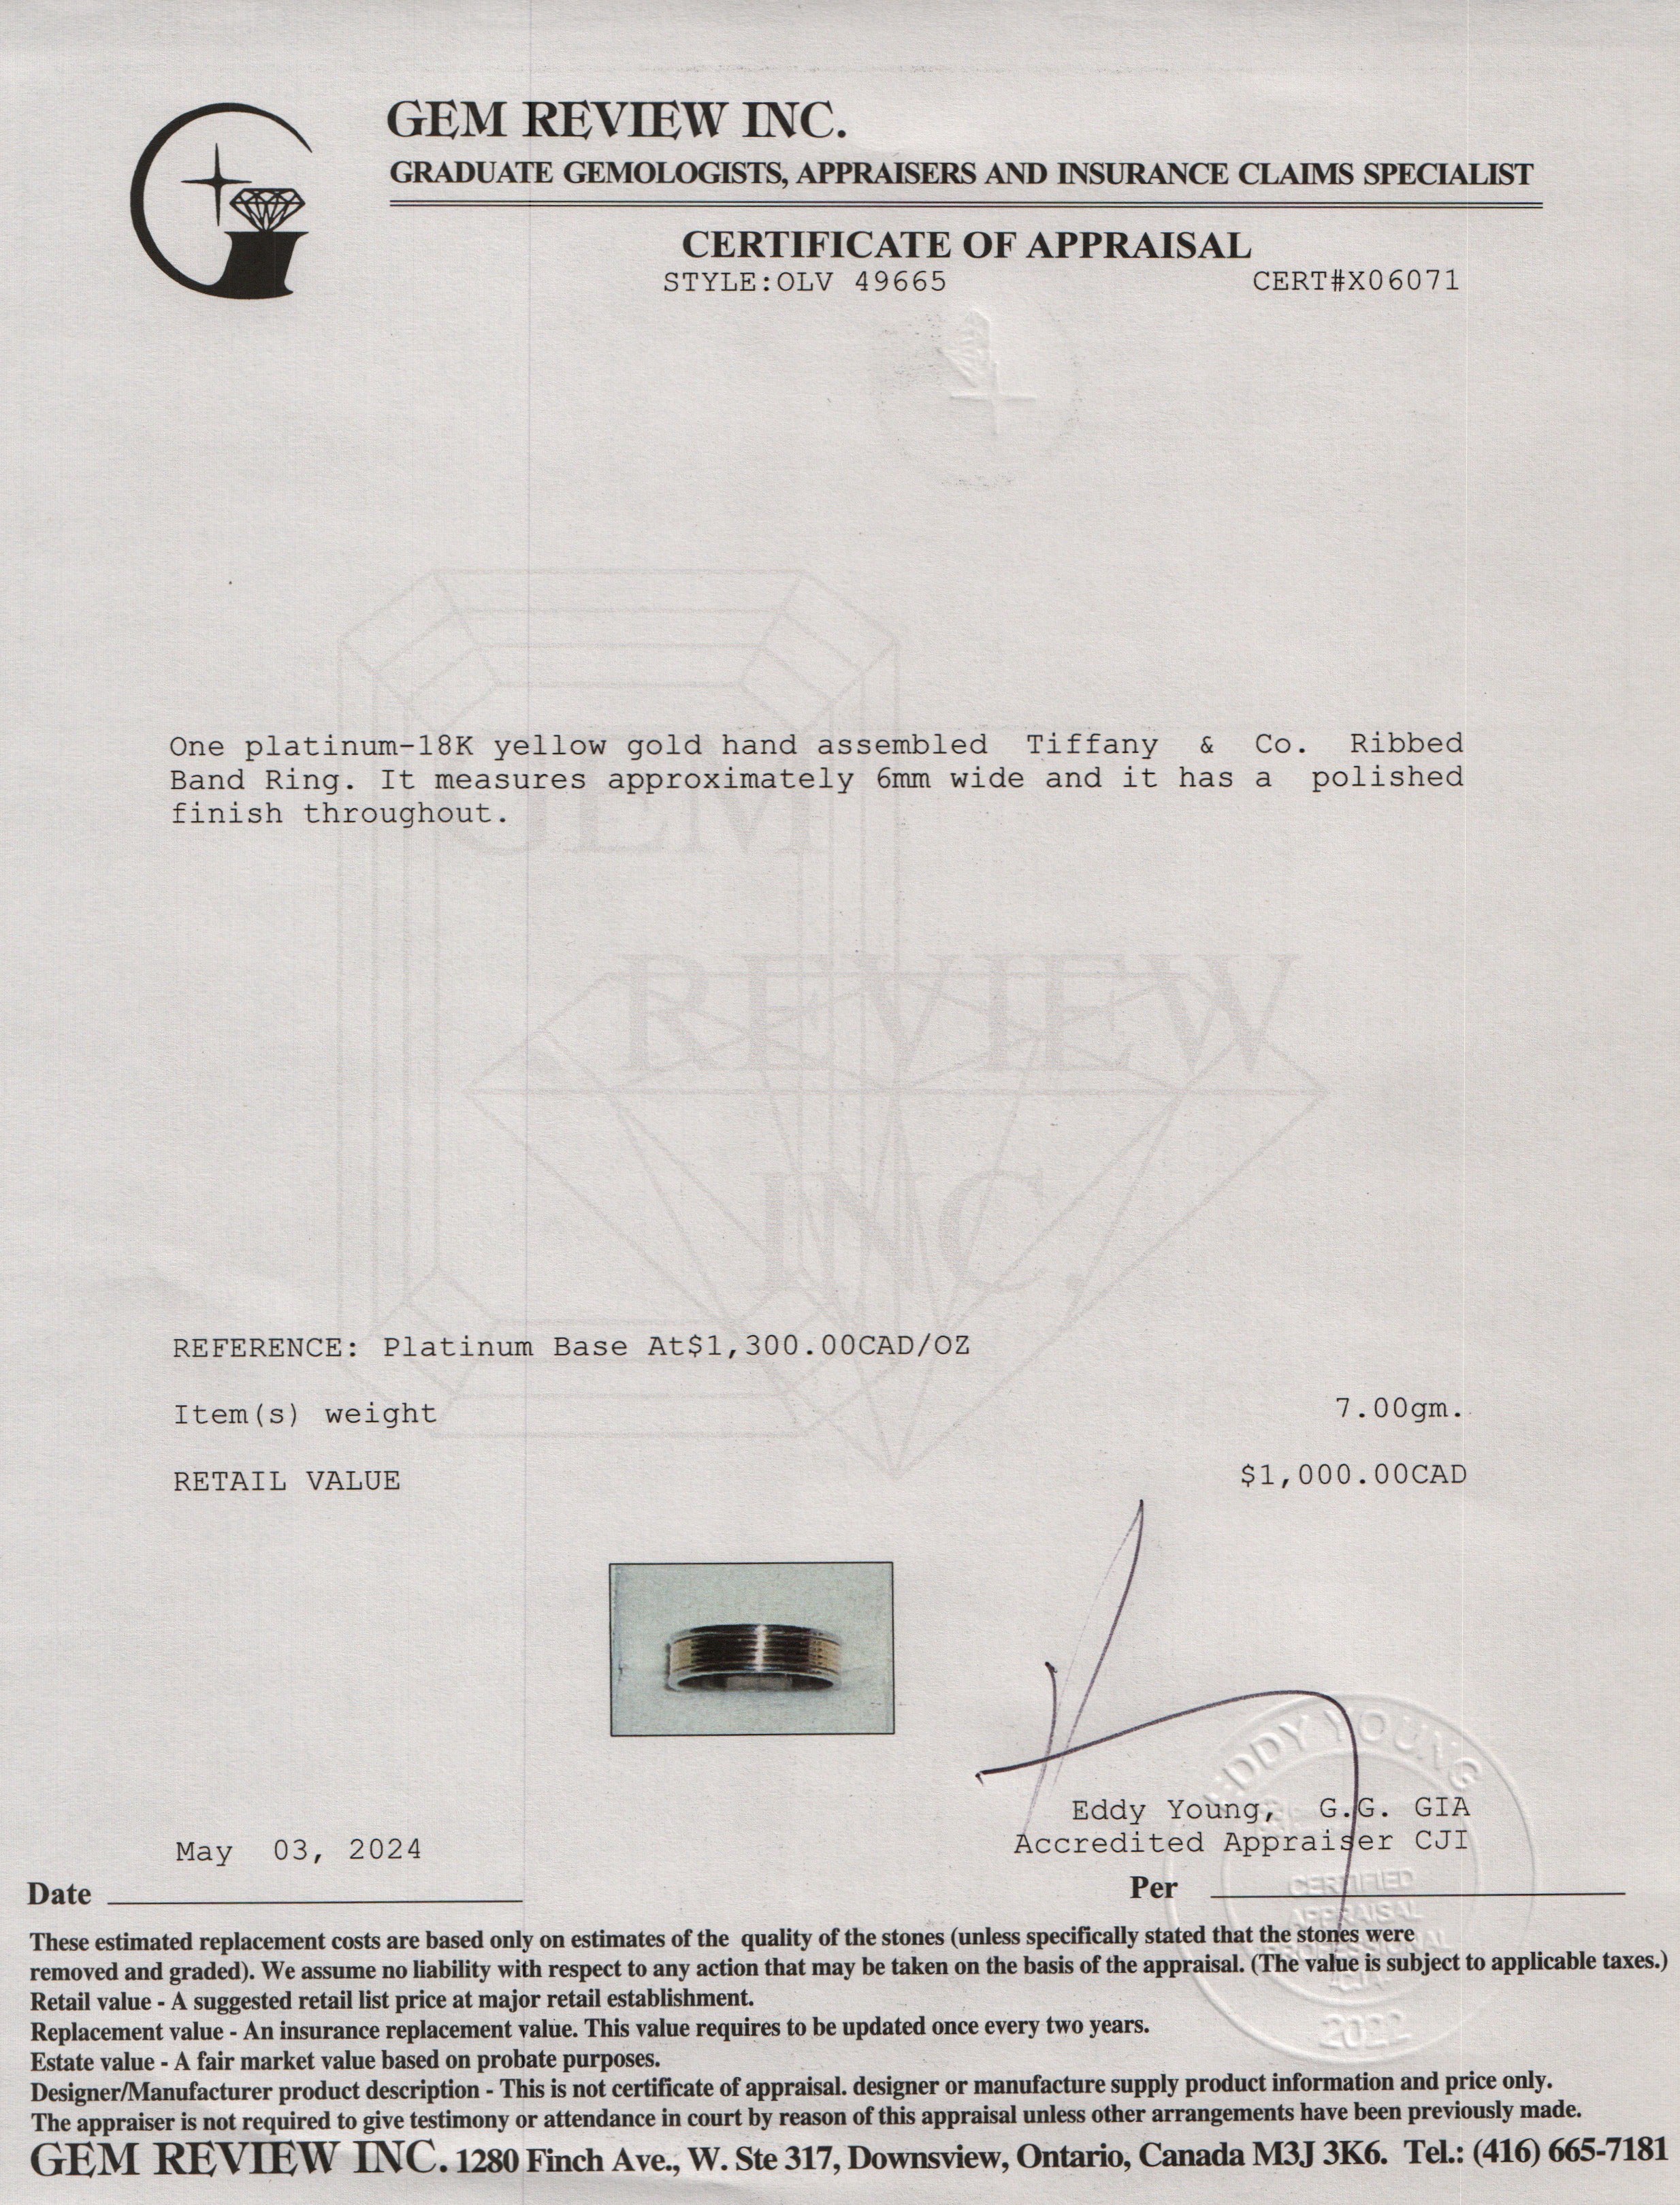 GEM REVIEW INC.
GRADUATE GEMOLOGISTS, APPRAISERS AND INSURANCE CLAIMS SPECIALIST
CERTIFICATE OF APPRAISAL
STYLE:OLV 49665 CERT#X06071
One platinum-18K yellow gold hand assembled Tiffany & Co. Ribbed
Band Ring. It measures approximately 6mm wide and it has a polished
finish throughout.
GEM
REVIEW
INC.
REFERENCE: Platinum Base At$1,300.00CAD/OZ
Item(s) weight 7.00gm.
RETAIL VALUE $1,000.00CAD
EDDY YOUNG
Eddy Young, G.G. GIA
Accredited Appraiser CJI
May 03, 2024
Date
Per
CERTIFIED
APPRAISAL
PROFESSIONAL
2022
These estimated replacement costs are based only on estimates of the quality of the stones (unless specifically stated that the stones were
removed and graded). We assume no liability with respect to any action that may be taken on the basis of the appraisal. (The value is subject to applicable taxes.)
Retail value - A suggested retail list price at major retail establishment.
Replacement value - An insurance replacement value. This value requires to be updated once every two years.
Estate value - A fair market value based on probate purposes.
Designer/Manufacturer product description - This is not certificate of appraisal. designer or manufacture supply product information and price only.
The appraiser is not required to give testimony or attendance in court by reason of this appraisal unless other arrangements have been previously made.
GEM REVIEW INC. 1280 Finch Ave., W. Ste 317, Downsview, Ontario, Canada M3J 3K6. Tel.: (416) 665-7181